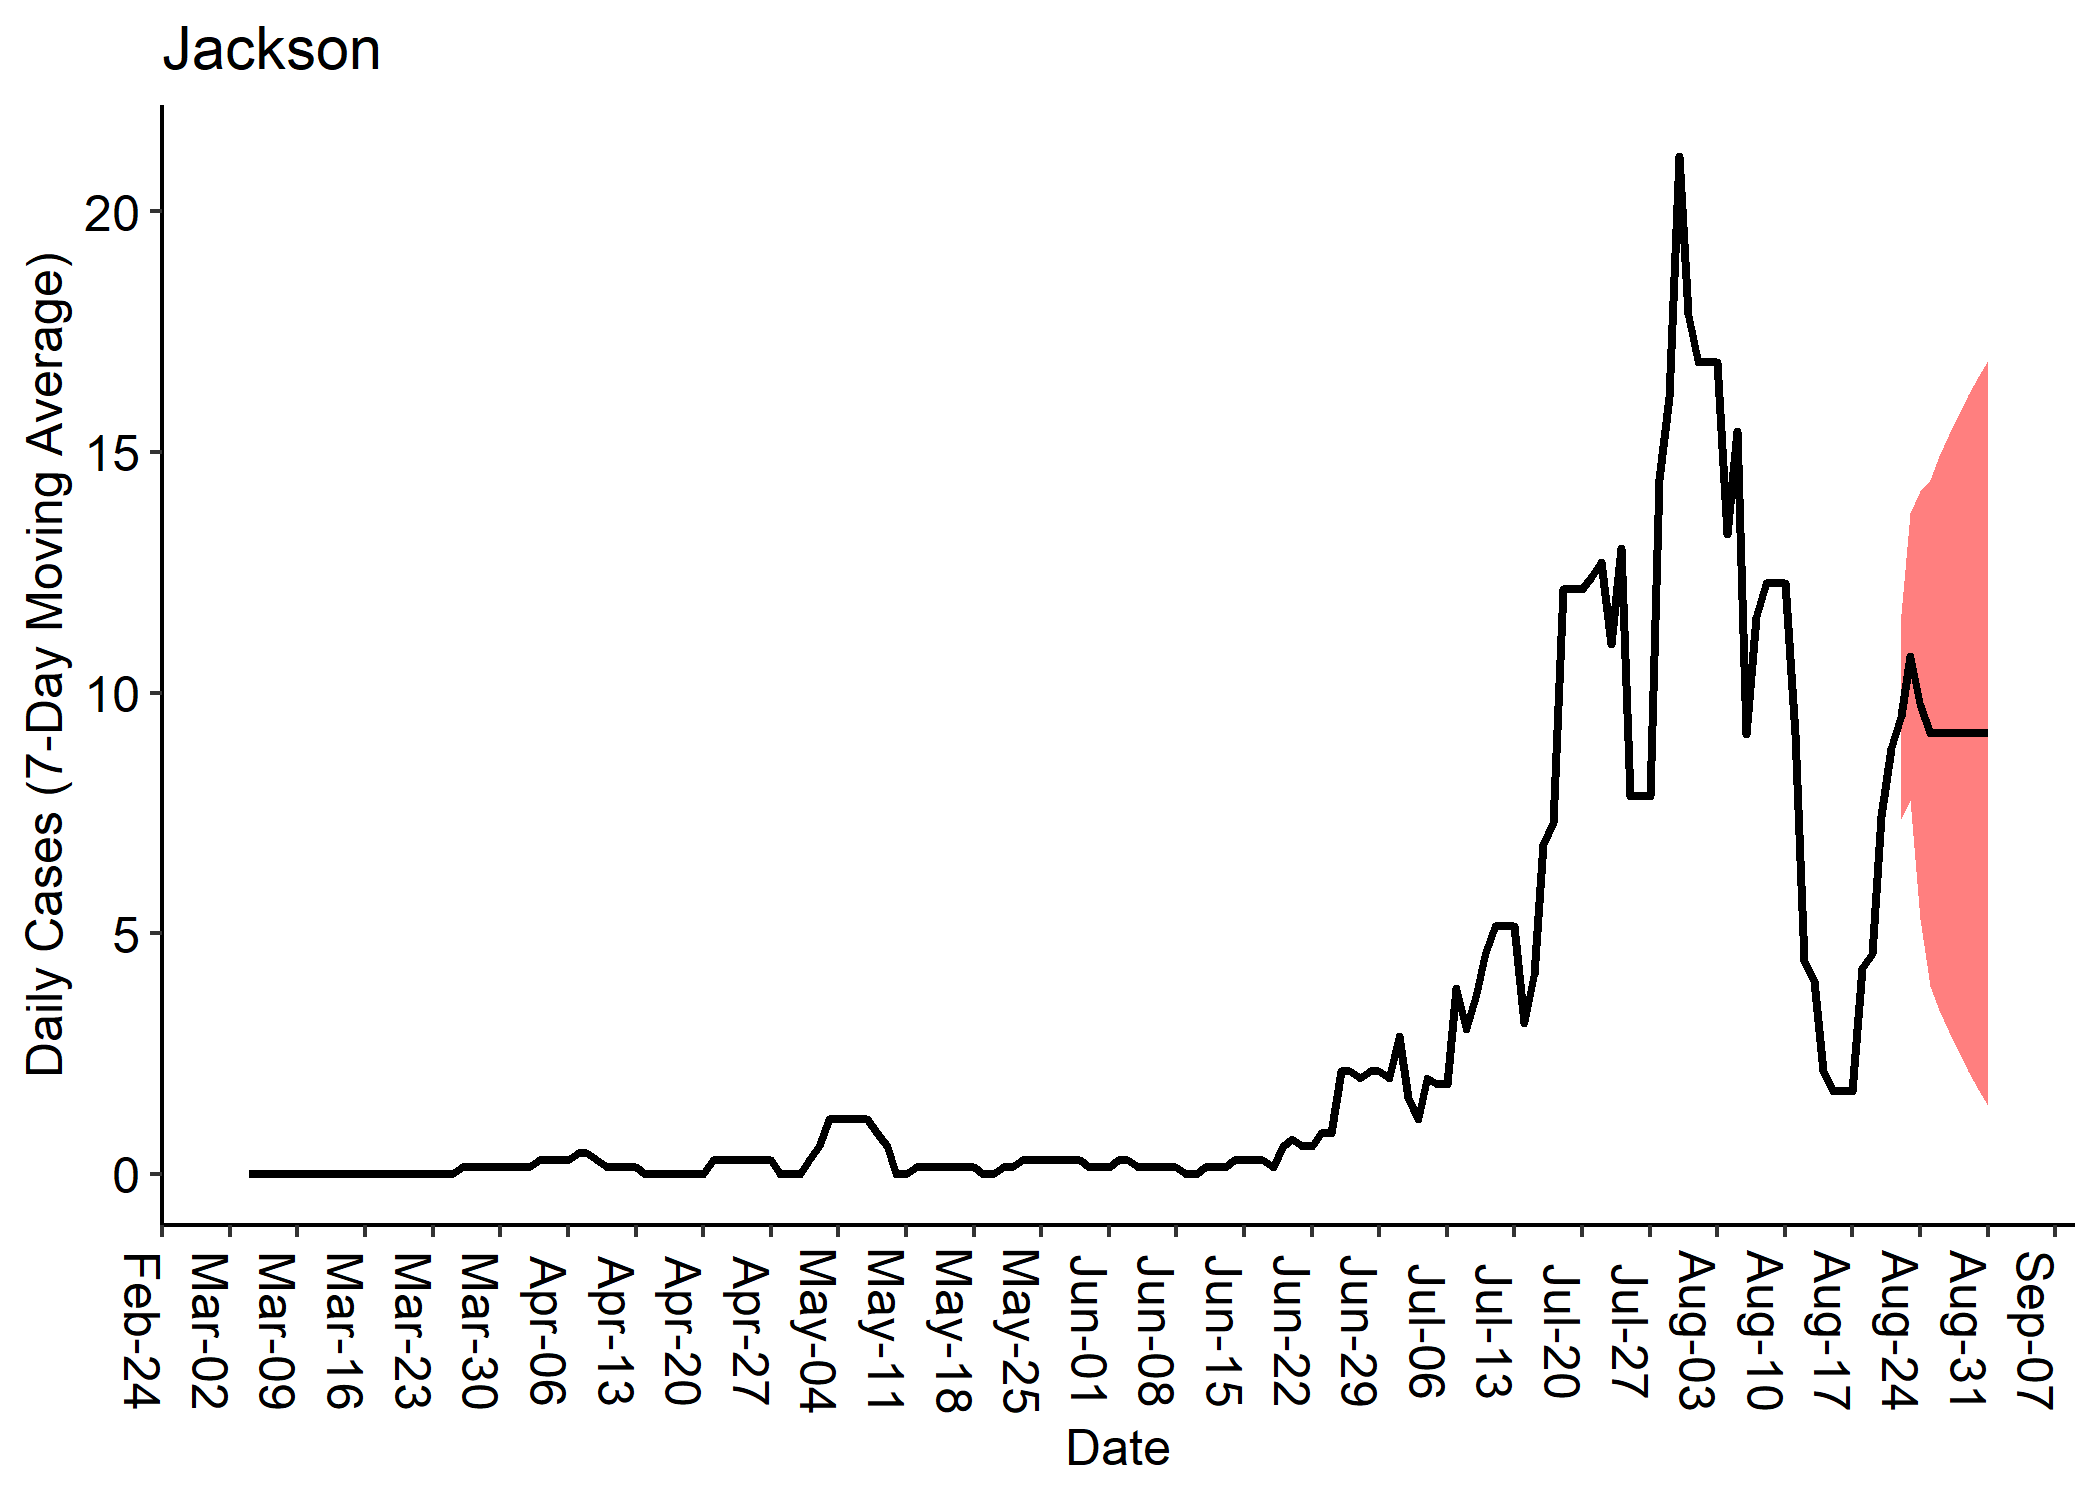 Jackson
Daily Cases (7-Day Moving Average)
20
15
10
5
0
Feb-24
Mar-02
Mar-09
Mar-16
Mar-23
Mar-30
Apr-06
Apr-13
Apr-20
Apr-27
May-04
May-11
May-18
May-25
Jun-01
Jun-08
Jun-15
Jun-22
Jun-29
Jul-06
Jul-13
Jul-20
Jul-27
Aug-03
Aug-10
Aug-17
Aug-24
Aug-31
Sep-07
Date